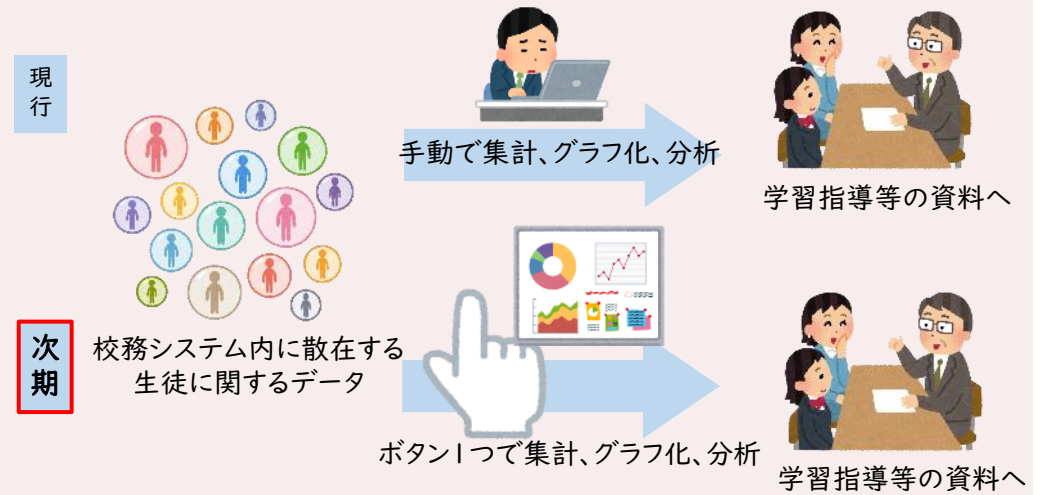 現
行
手動で集計、グラフ化、分析
学習指導等の資料へ
次
期
校務システム内に散在する
生徒に関するデータ
ボタン1つで集計、グラフ化、分析
学習指導等の資料へ